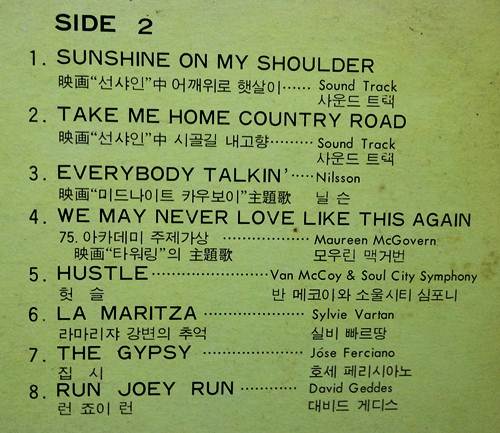 SIDE 2
1. SUNSHINE ON MY SHOULDER
映画“선샤인”中 어깨위로 햇살이······ Sound Track
사운드 트랙
2. TAKE ME HOME COUNTRY ROAD
映画“선샤인”中 시골길 내고향········· Sound Track
사운드 트랙
3. EVERYBODY TALKIN'·····Nilsson
映画“미드나이트 카우보이”主題歌 닐 슨
4. WE MAY NEVER LOVE LIKE THIS AGAIN
75. 아카데미 주제가상 ·················· Maureen McGovern
映画“타워링”의 主題歌 모우린 맥거번
5. HUSTLE························Van McCoy & Soul City Symphony
헛 슬 반 메코이와 소울시티 심포니
6. LA MARITZA ·················· Sylvie Vartan
라마리쟈 강변의 추억 실비 빠르땅
7. THE GYPSY ····················· Jóse Ferciano
집 시 호세 페리시아노
8. RUN JOEY RUN············ David Geddes
런 죠이 런 대비드 게디스